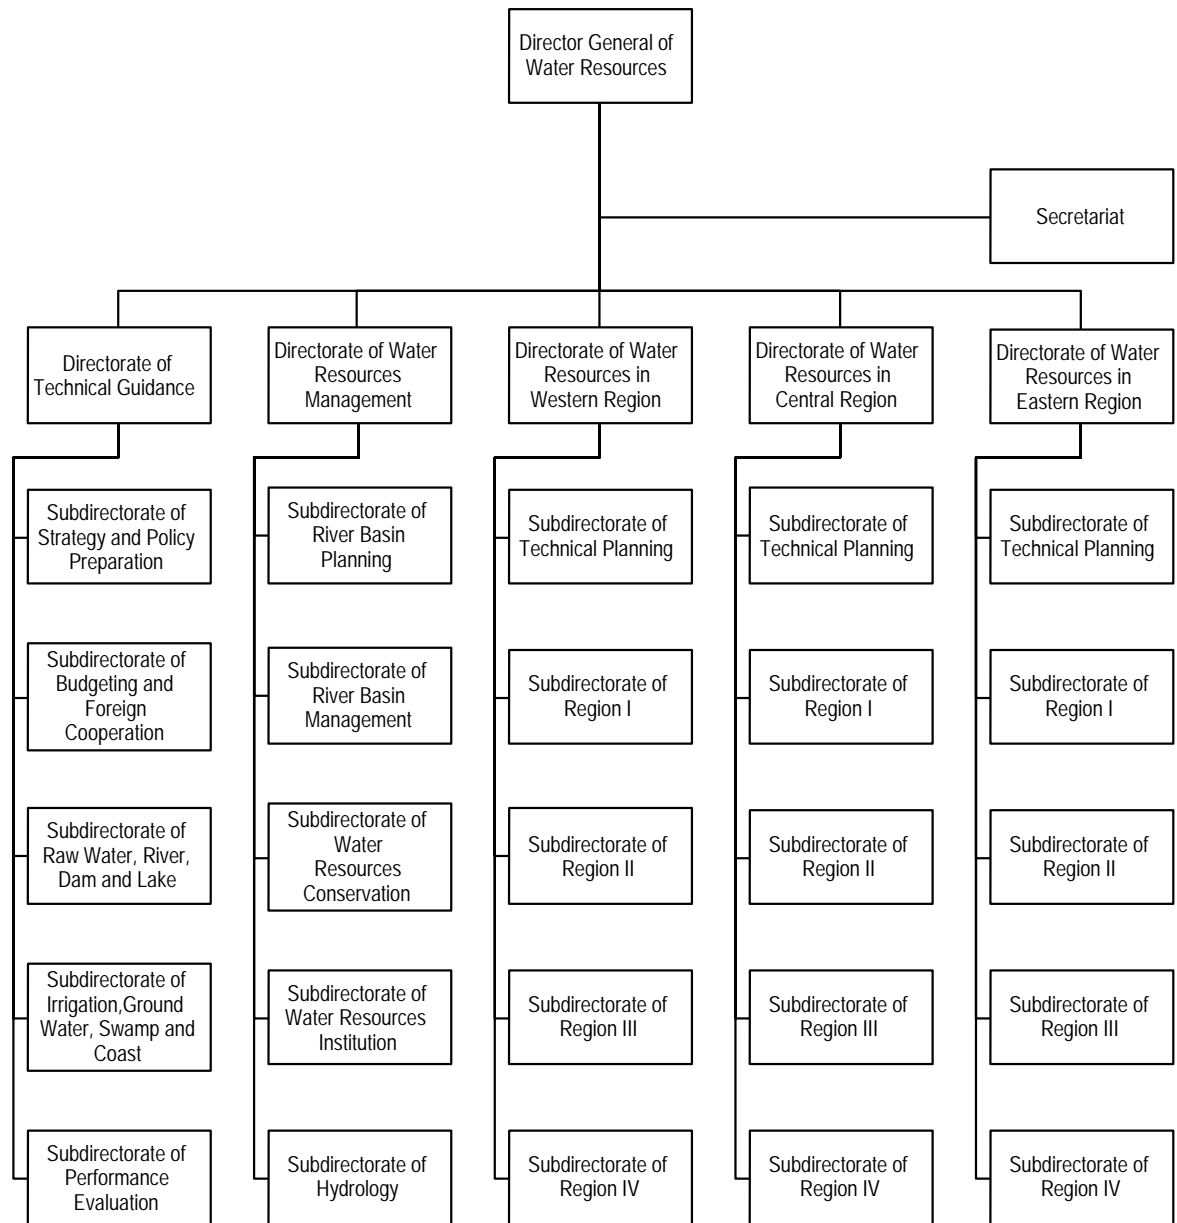 Director General of
Water Resources
Secretariat
Directorate of
Technical Guidance
Directorate of Water
Resources
Management
Directorate of Water
Resources in
Western Region
Directorate of Water
Resources in
Central Region
Directorate of Water
Resources in
Eastern Region
Subdirectorate of
Strategy and Policy
Preparation
Subdirectorate of
River Basin
Planning
Subdirectorate of
Technical Planning
Subdirectorate of
Technical Planning
Subdirectorate of
Technical Planning
Subdirectorate of
Budgeting and
Foreign
Cooperation
Subdirectorate of
River Basin
Management
Subdirectorate of
Region I
Subdirectorate of
Region I
Subdirectorate of
Region I
Subdirectorate of
Raw Water, River,
Dam and Lake
Subdirectorate of
Water
Resources
Conservation
Subdirectorate of
Region II
Subdirectorate of
Region II
Subdirectorate of
Region II
Subdirectorate of
Irrigation,Ground
Water, Swamp and
Coast
Subdirectorate of
Water Resources
Institution
Subdirectorate of
Region III
Subdirectorate of
Region III
Subdirectorate of
Region III
Subdirectorate of
Performance
Evaluation
Subdirectorate of
Hydrology
Subdirectorate of
Region IV
Subdirectorate of
Region IV
Subdirectorate of
Region IV